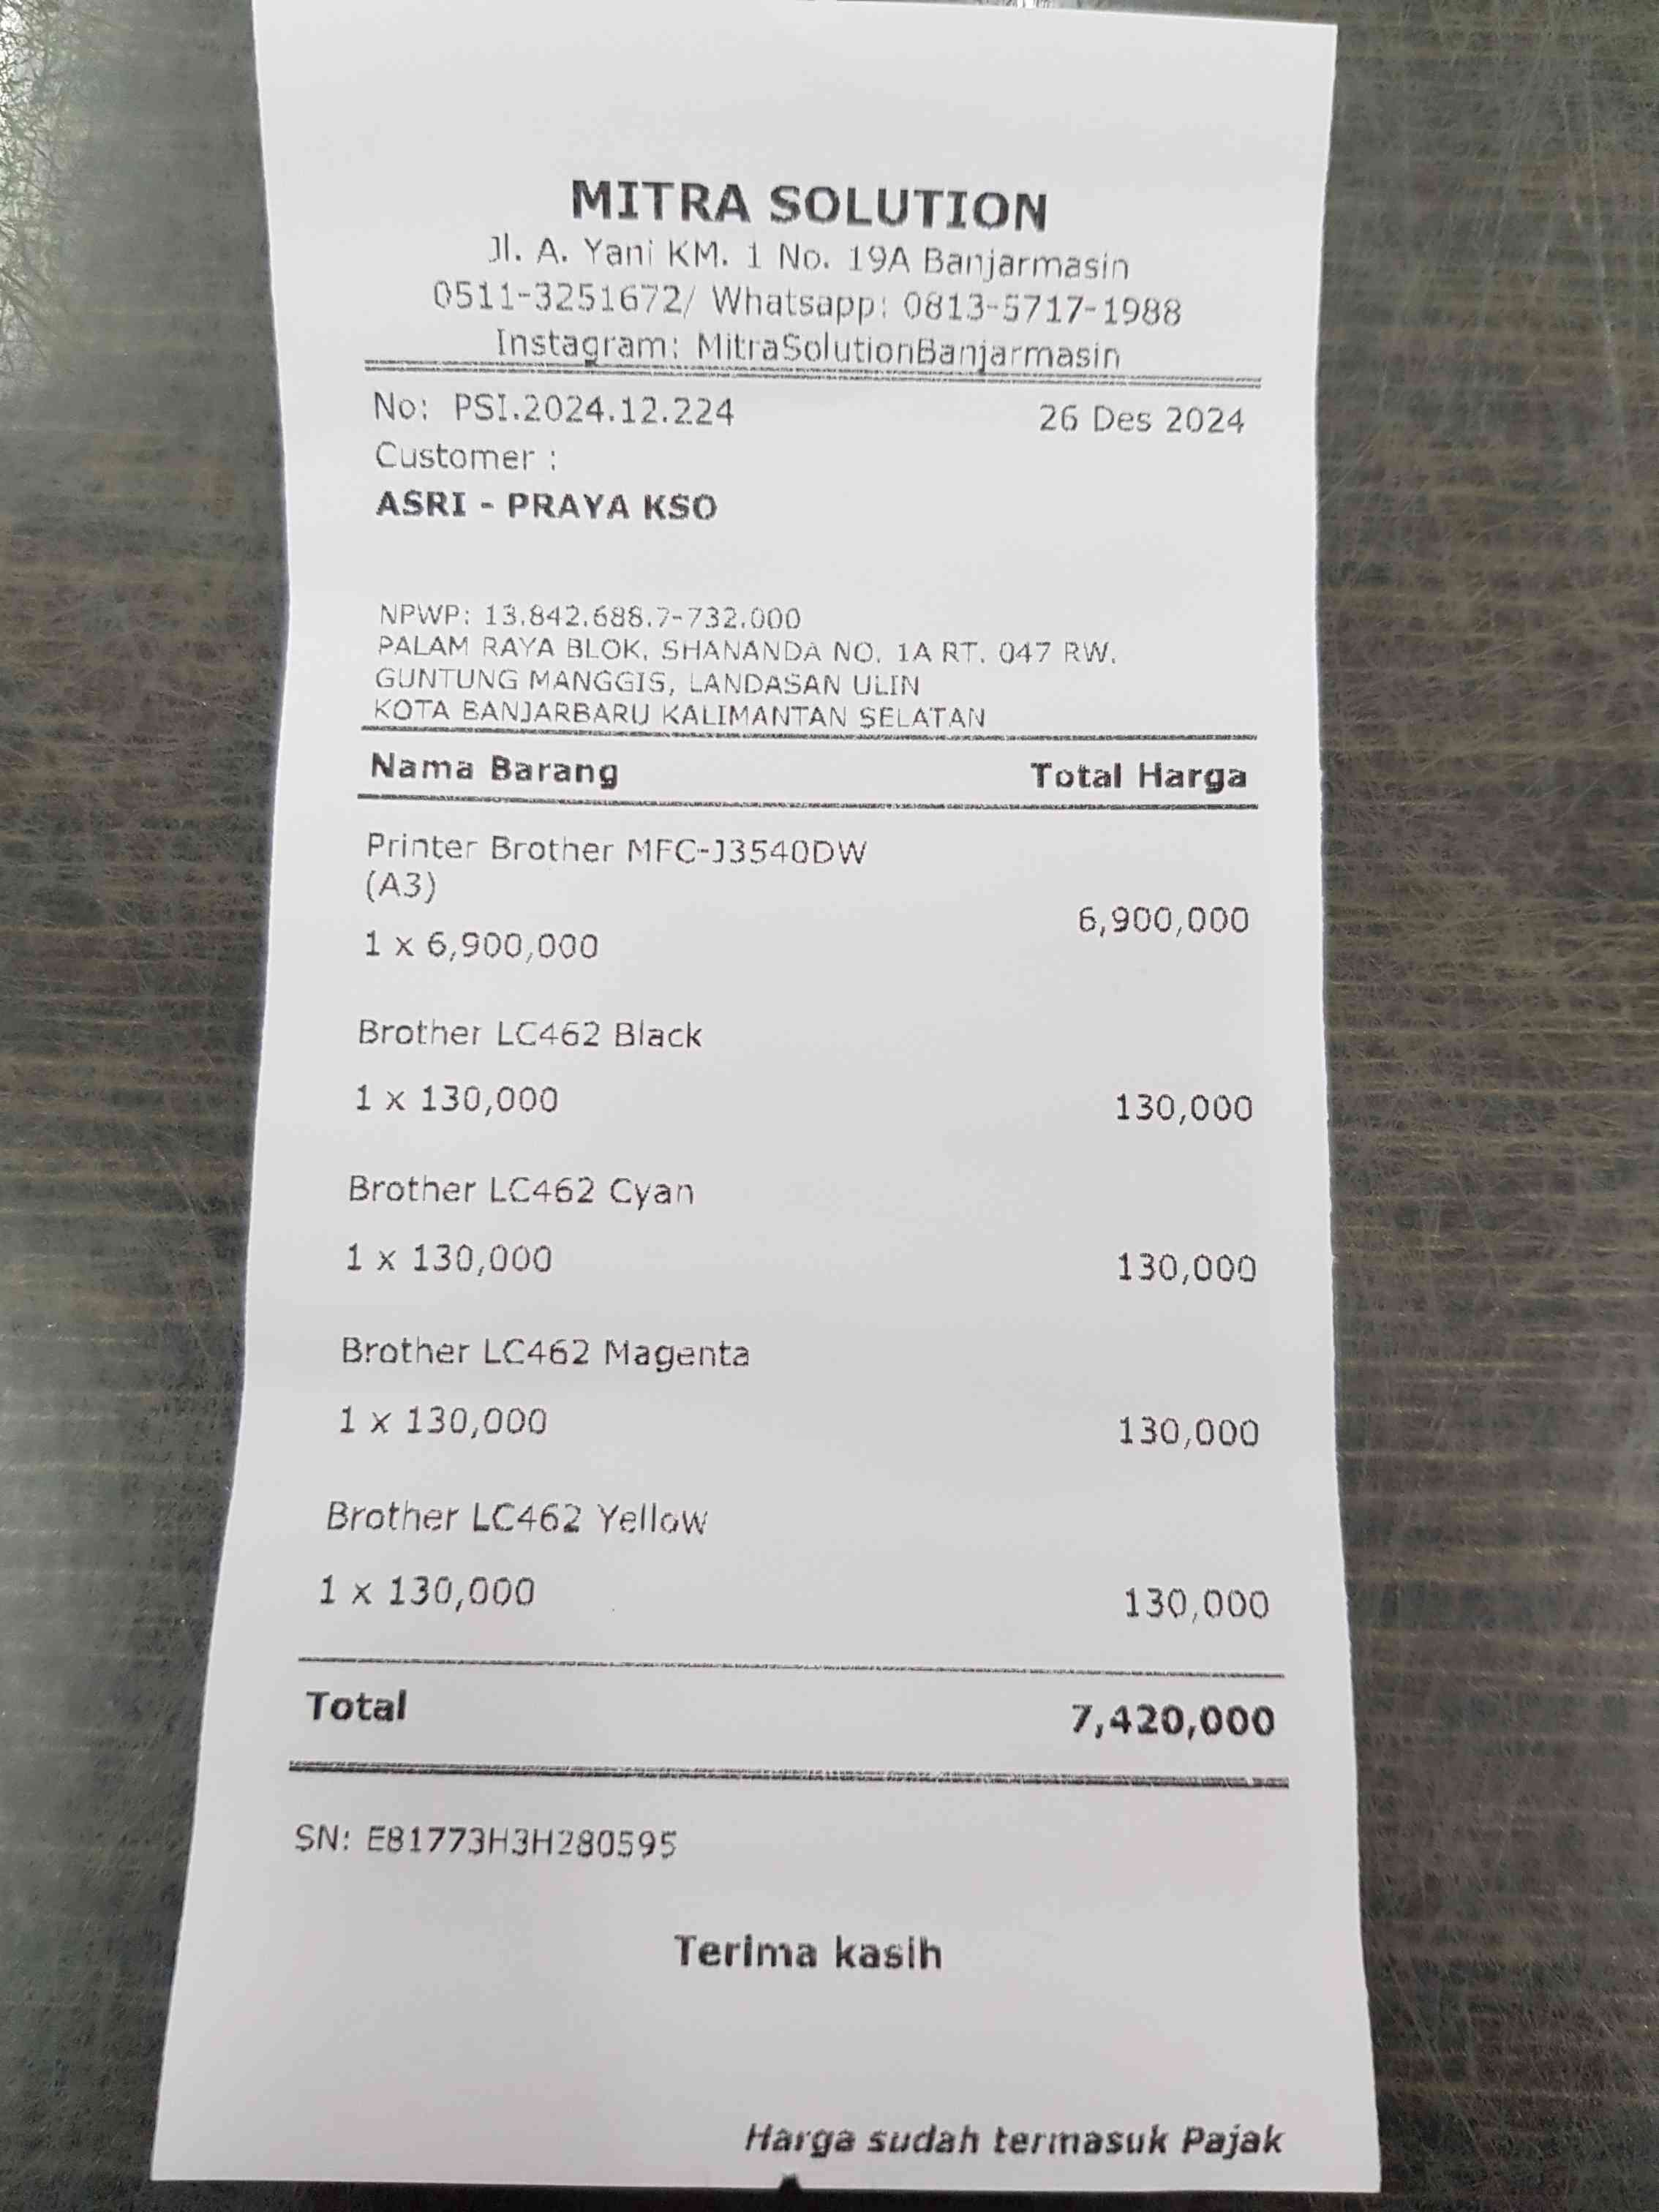 MITRA SOLUTION
Jl. A. Yani KM. 1 No. 19A Banjarmasin
0511-3251672/ Whatsapp: 0813-5717-1988
Instagram: MitraSolutionBanjarmasin
No: PSI.2024.12.224 26 Des 2024
Customer :
ASRI - PRAYA KSO
NPWP: 13.842.688.7-732.000
PALAM RAYA BLOK. SHANANDA NO. 1A RT. 047 RW.
GUNTUNG MANGGIS, LANDASAN ULIN
KOTA BANJARBARU KALIMANTAN SELATAN
Nama Barang Total Harga
Printer Brother MFC-J3540DW
(A3)
6,900,000
1 x 6,900,000
Brother LC462 Black
1 x 130,000 130,000
Brother LC462 Cyan
1 x 130,000 130,000
Brother LC462 Magenta
1 x 130,000 130,000
Brother LC462 Yellow
1 x 130,000 130,000
Total 7,420,000
SN: E81773H3H280595
Terima kasih
Harga sudah termasuk Pajak